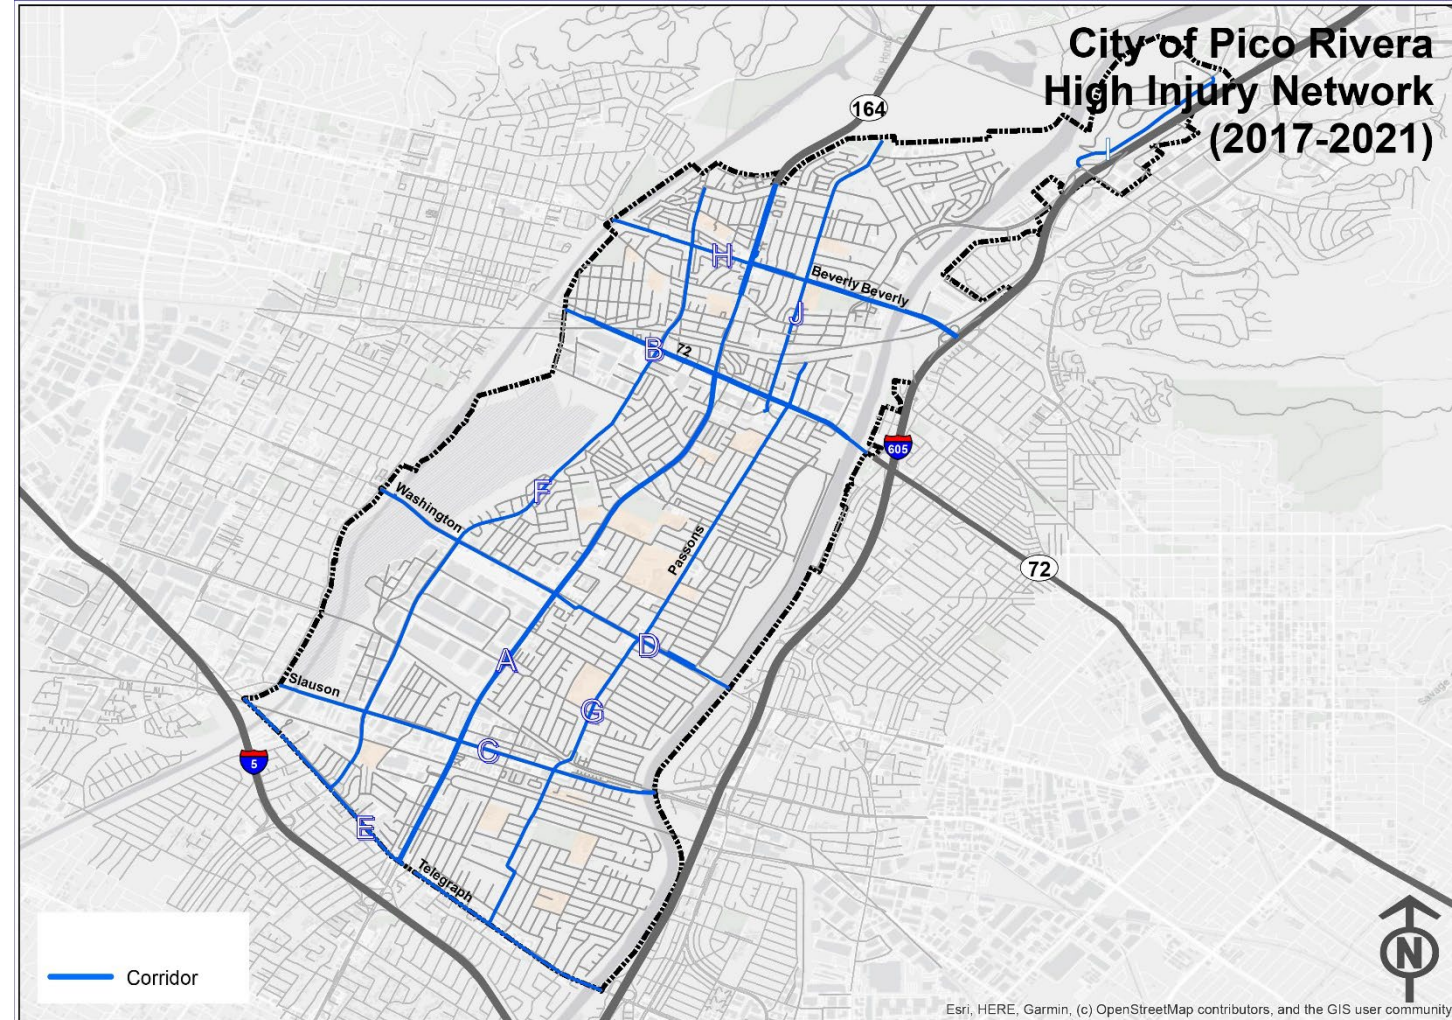 City of Pico Rivera
High Injury Network
(2017-2021)
164
I
H
Beverly Beverly
J
B
72
605
F
Washington
Passons
72
D
A
Slauson
G
C
5
E
Telegraph
Corridor
N
Esri, HERE, Garmin, (c) OpenStreetMap contributors, and the GIS user community